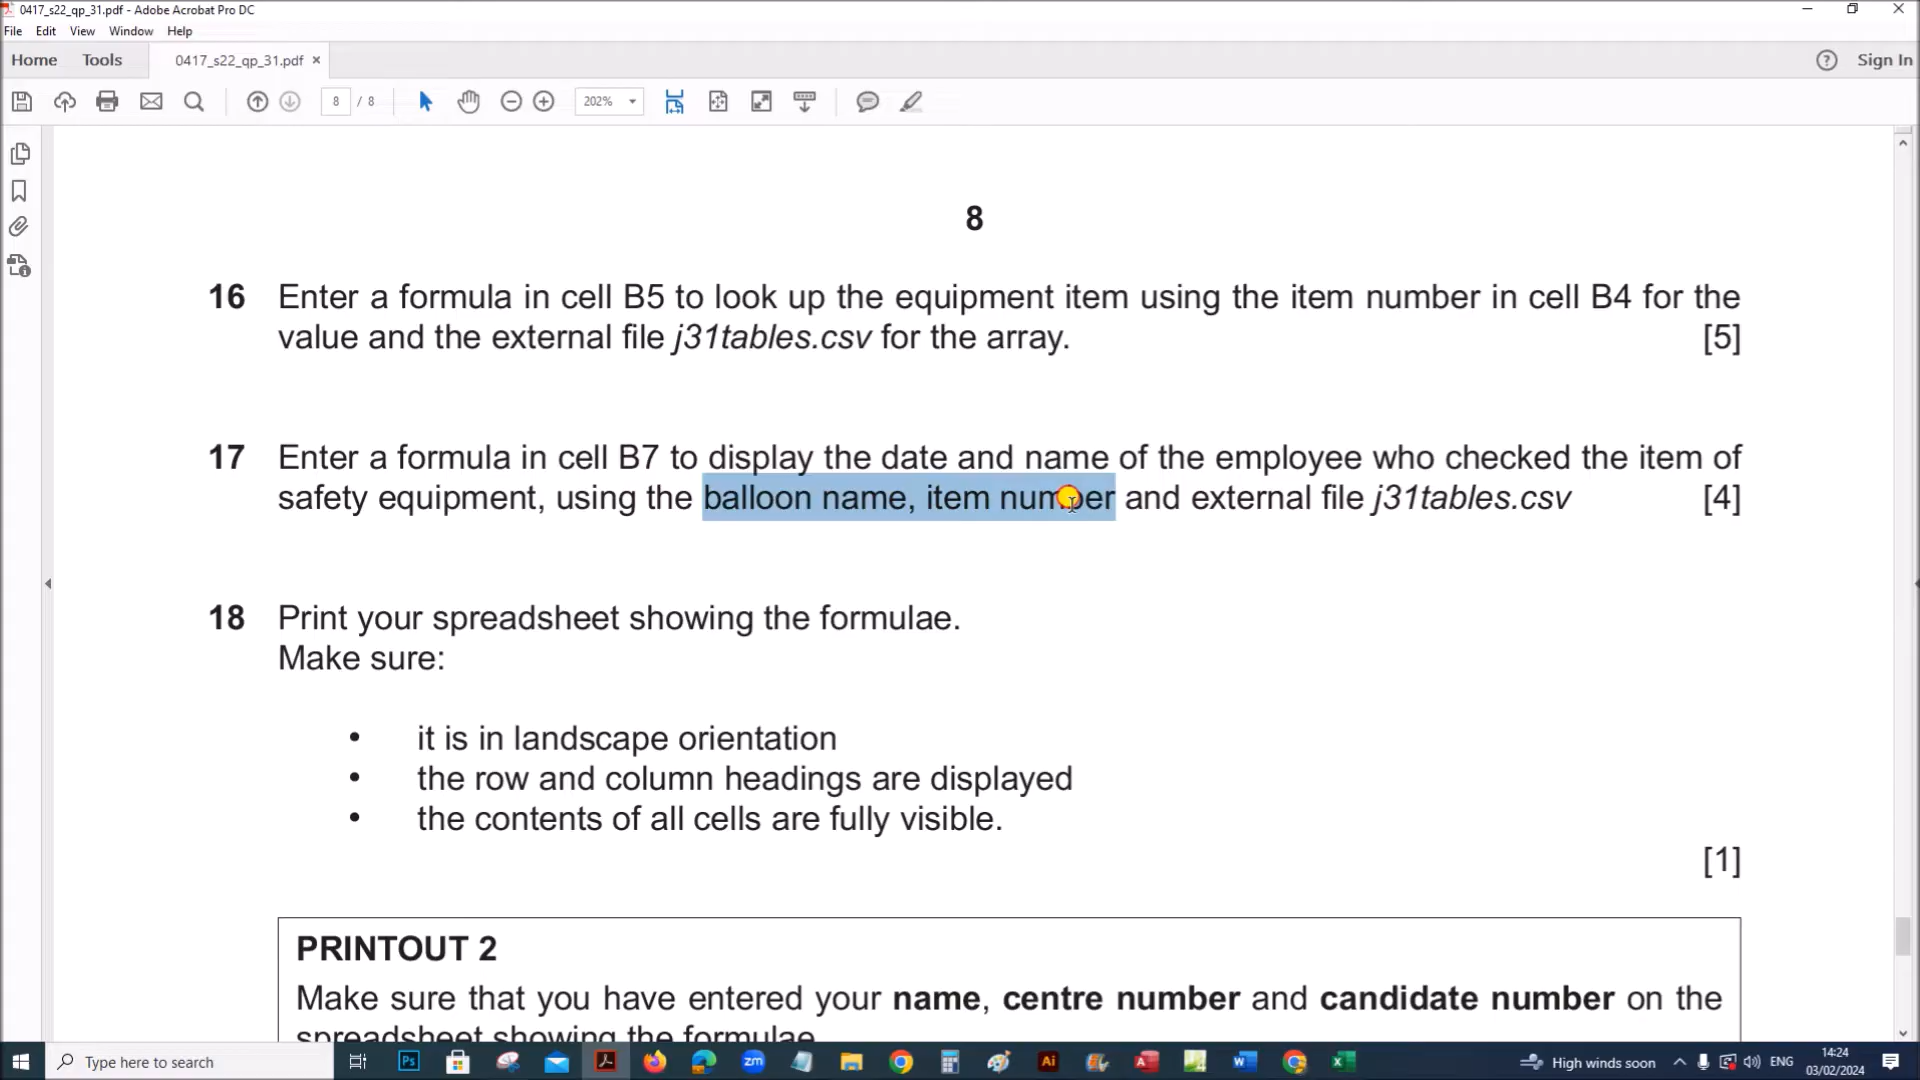 0417_s22_qp_31.pdf - Adobe Acrobat Pro DC
File Edit View Window Help
Home Tools 0417_s22_qp_31.pdf × Sign In
8 / 8 202%
8
16 Enter a formula in cell B5 to look up the equipment item using the item number in cell B4 for the
value and the external file j31tables.csv for the array. [5]
17 Enter a formula in cell B7 to display the date and name of the employee who checked the item of
safety equipment, using the balloon name, item number and external file j31tables.csv [4]
18 Print your spreadsheet showing the formulae.
Make sure:
• it is in landscape orientation
• the row and column headings are displayed
• the contents of all cells are fully visible.
[1]
PRINTOUT 2
Make sure that you have entered your name, centre number and candidate number on the
spreadsheet showing the formulae.
Type here to search Ps zm Ai High winds soon ENG 14:24
03/02/2024